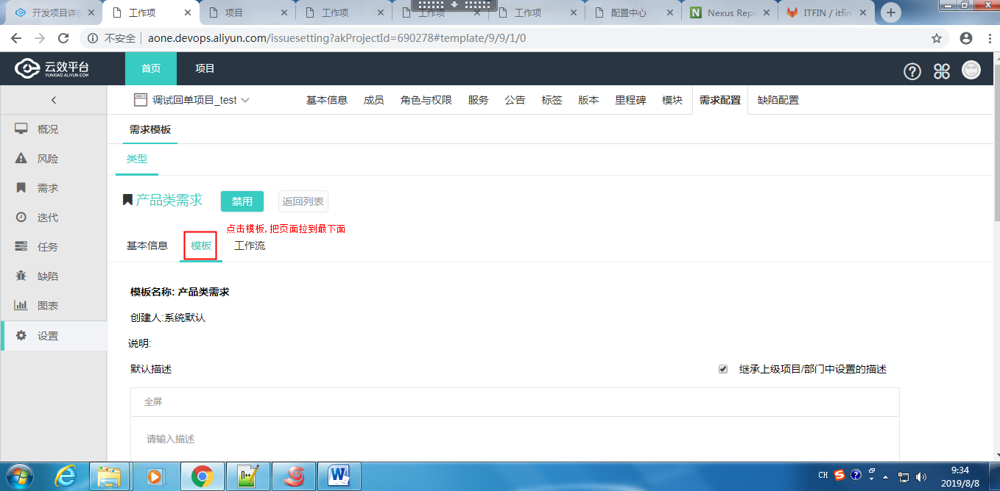 开发项目详
工作项
项目
工作项
工作项
工作项
配置中心
Nexus Repo
ITFIN / itfin
不安全 aone.devops.aliyun.com/issuesetting?akProjectId=690278#template/9/9/1/0
云效平台
YUNXIAO.ALIYUN.COM
首页 项目
调试回单项目_test 基本信息 成员 角色与权限 服务 公告 标签 版本 里程碑 模块 需求配置 缺陷配置
概况
风险
需求
迭代
任务
缺陷
图表
设置
需求模板
类型
产品类需求 禁用 返回列表
点击模板, 把页面拉到最下面
基本信息 模板 工作流
模板名称: 产品类需求
创建人:系统默认
说明:
默认描述 继承上级项目/部门中设置的描述
全屏
请输入描述
CH
9:34
2019/8/8